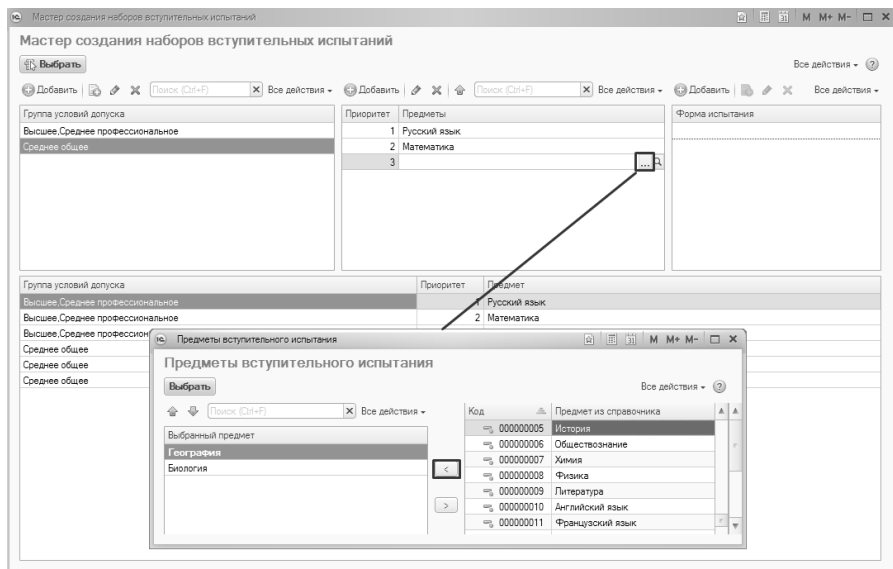 Мастер создания наборов вступительных испытаний
M M+ M-
Мастер создания наборов вступительных испытаний
Выбрать
Все действия
Добавить Поиск (Ctrl+F) Все действия
Добавить Поиск (Ctrl+F) Все действия
Добавить Все действия
Группа условий допуска
Высшее,Среднее профессиональное
Среднее общее
Приоритет Предметы
1 Русский язык
2 Математика
3 ...
Форма испытания
Группа условий допуска Приоритет Предмет
Высшее,Среднее профессиональное 1 Русский язык
Высшее,Среднее профессиональное 2 Математика
Высшее,Среднее професси
Среднее общее
Среднее общее
Среднее общее
Предметы вступительного испытания
M M+ M-
Предметы вступительного испытания
Выбрать
Все действия
Поиск (Ctrl+F) Все действия
Выбранный предмет
География
Биология
<
>
Код Предмет из справочника
000000005 История
000000006 Обществознание
000000007 Химия
000000008 Физика
000000009 Литература
000000010 Английский язык
000000011 Французский язык